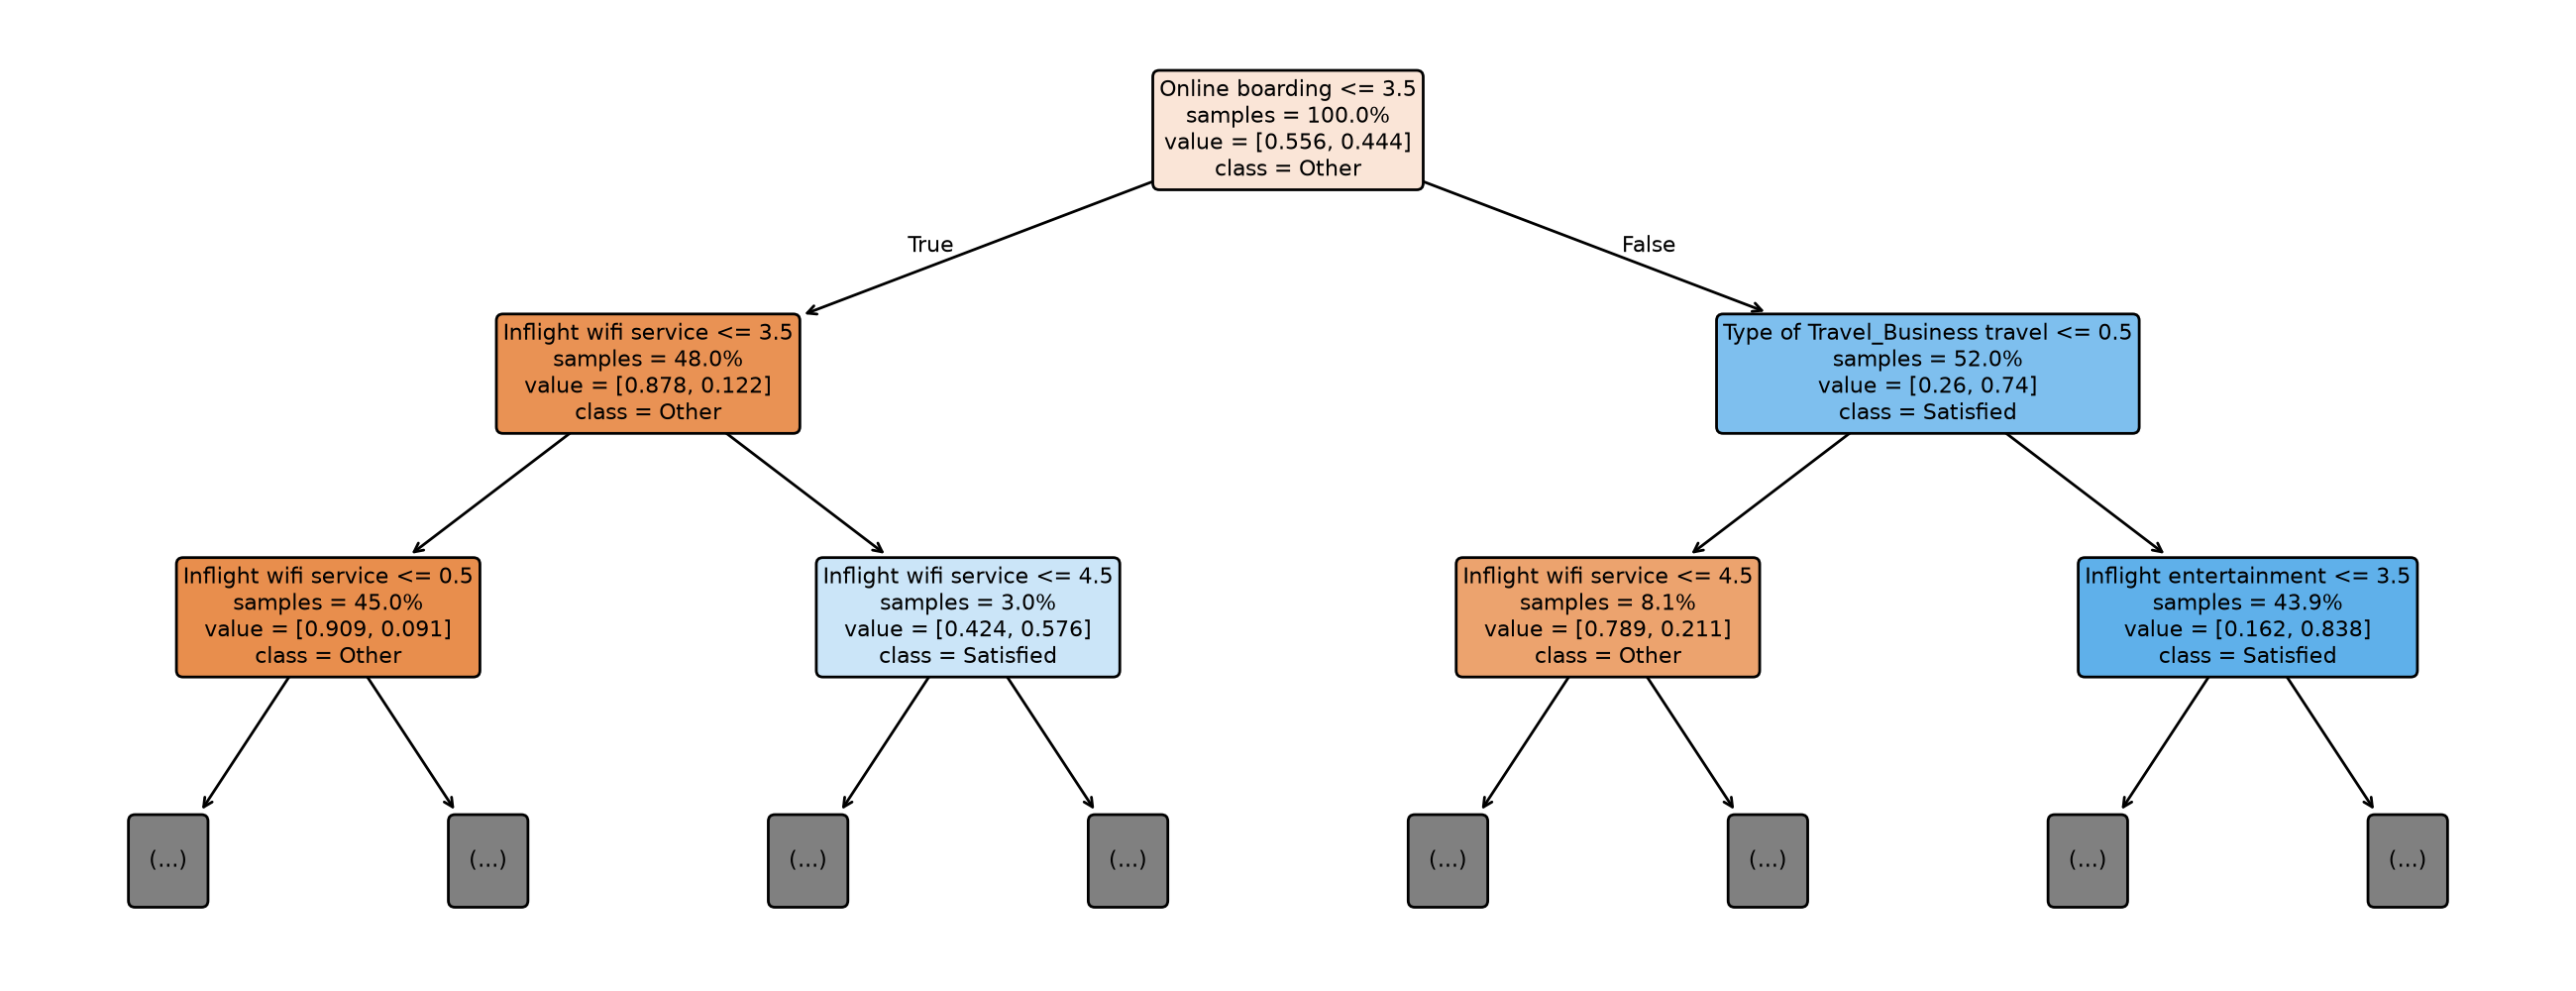 Online boarding <= 3.5
samples = 100.0%
value = [0.556, 0.444]
class = Other
True
False
Inflight wifi service <= 3.5
samples = 48.0%
value = [0.878, 0.122]
class = Other
Type of Travel_Business travel <= 0.5
samples = 52.0%
value = [0.26, 0.74]
class = Satisfied
Inflight wifi service <= 0.5
samples = 45.0%
value = [0.909, 0.091]
class = Other
Inflight wifi service <= 4.5
samples = 3.0%
value = [0.424, 0.576]
class = Satisfied
Inflight wifi service <= 4.5
samples = 8.1%
value = [0.789, 0.211]
class = Other
Inflight entertainment <= 3.5
samples = 43.9%
value = [0.162, 0.838]
class = Satisfied
(...)
(...)
(...)
(...)
(...)
(...)
(...)
(...)